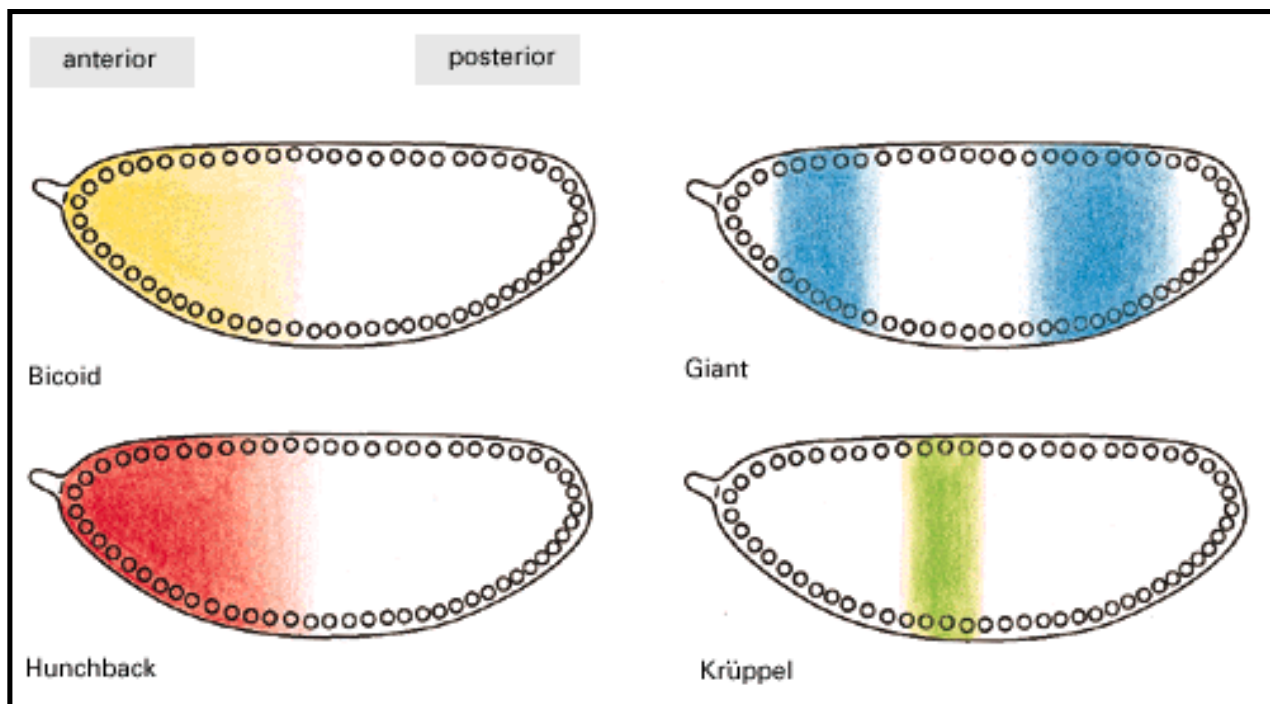 anterior
posterior
Bicoid
Giant
Hunchback
Krüppel